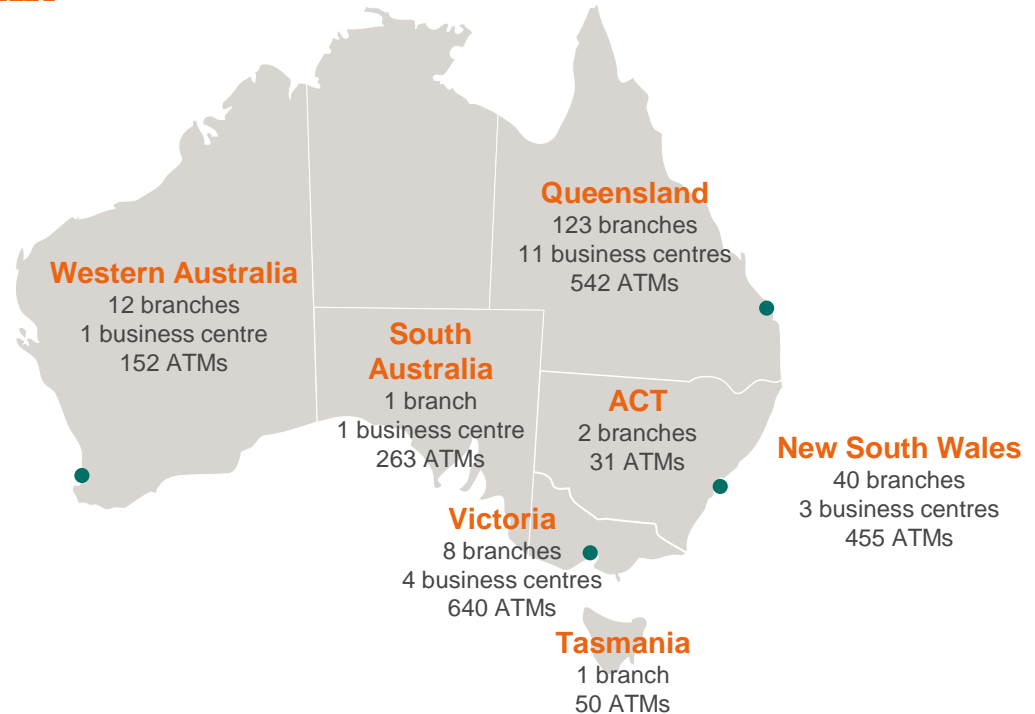 Queensland
123 branches
11 business centres
542 ATMs
Western Australia
12 branches
1 business centre
152 ATMs
South
Australia
1 branch
1 business centre
263 ATMs
ACT
2 branches
31 ATMs
New South Wales
40 branches
3 business centres
455 ATMs
Victoria
8 branches
4 business centres
640 ATMs
Tasmania
1 branch
50 ATMs